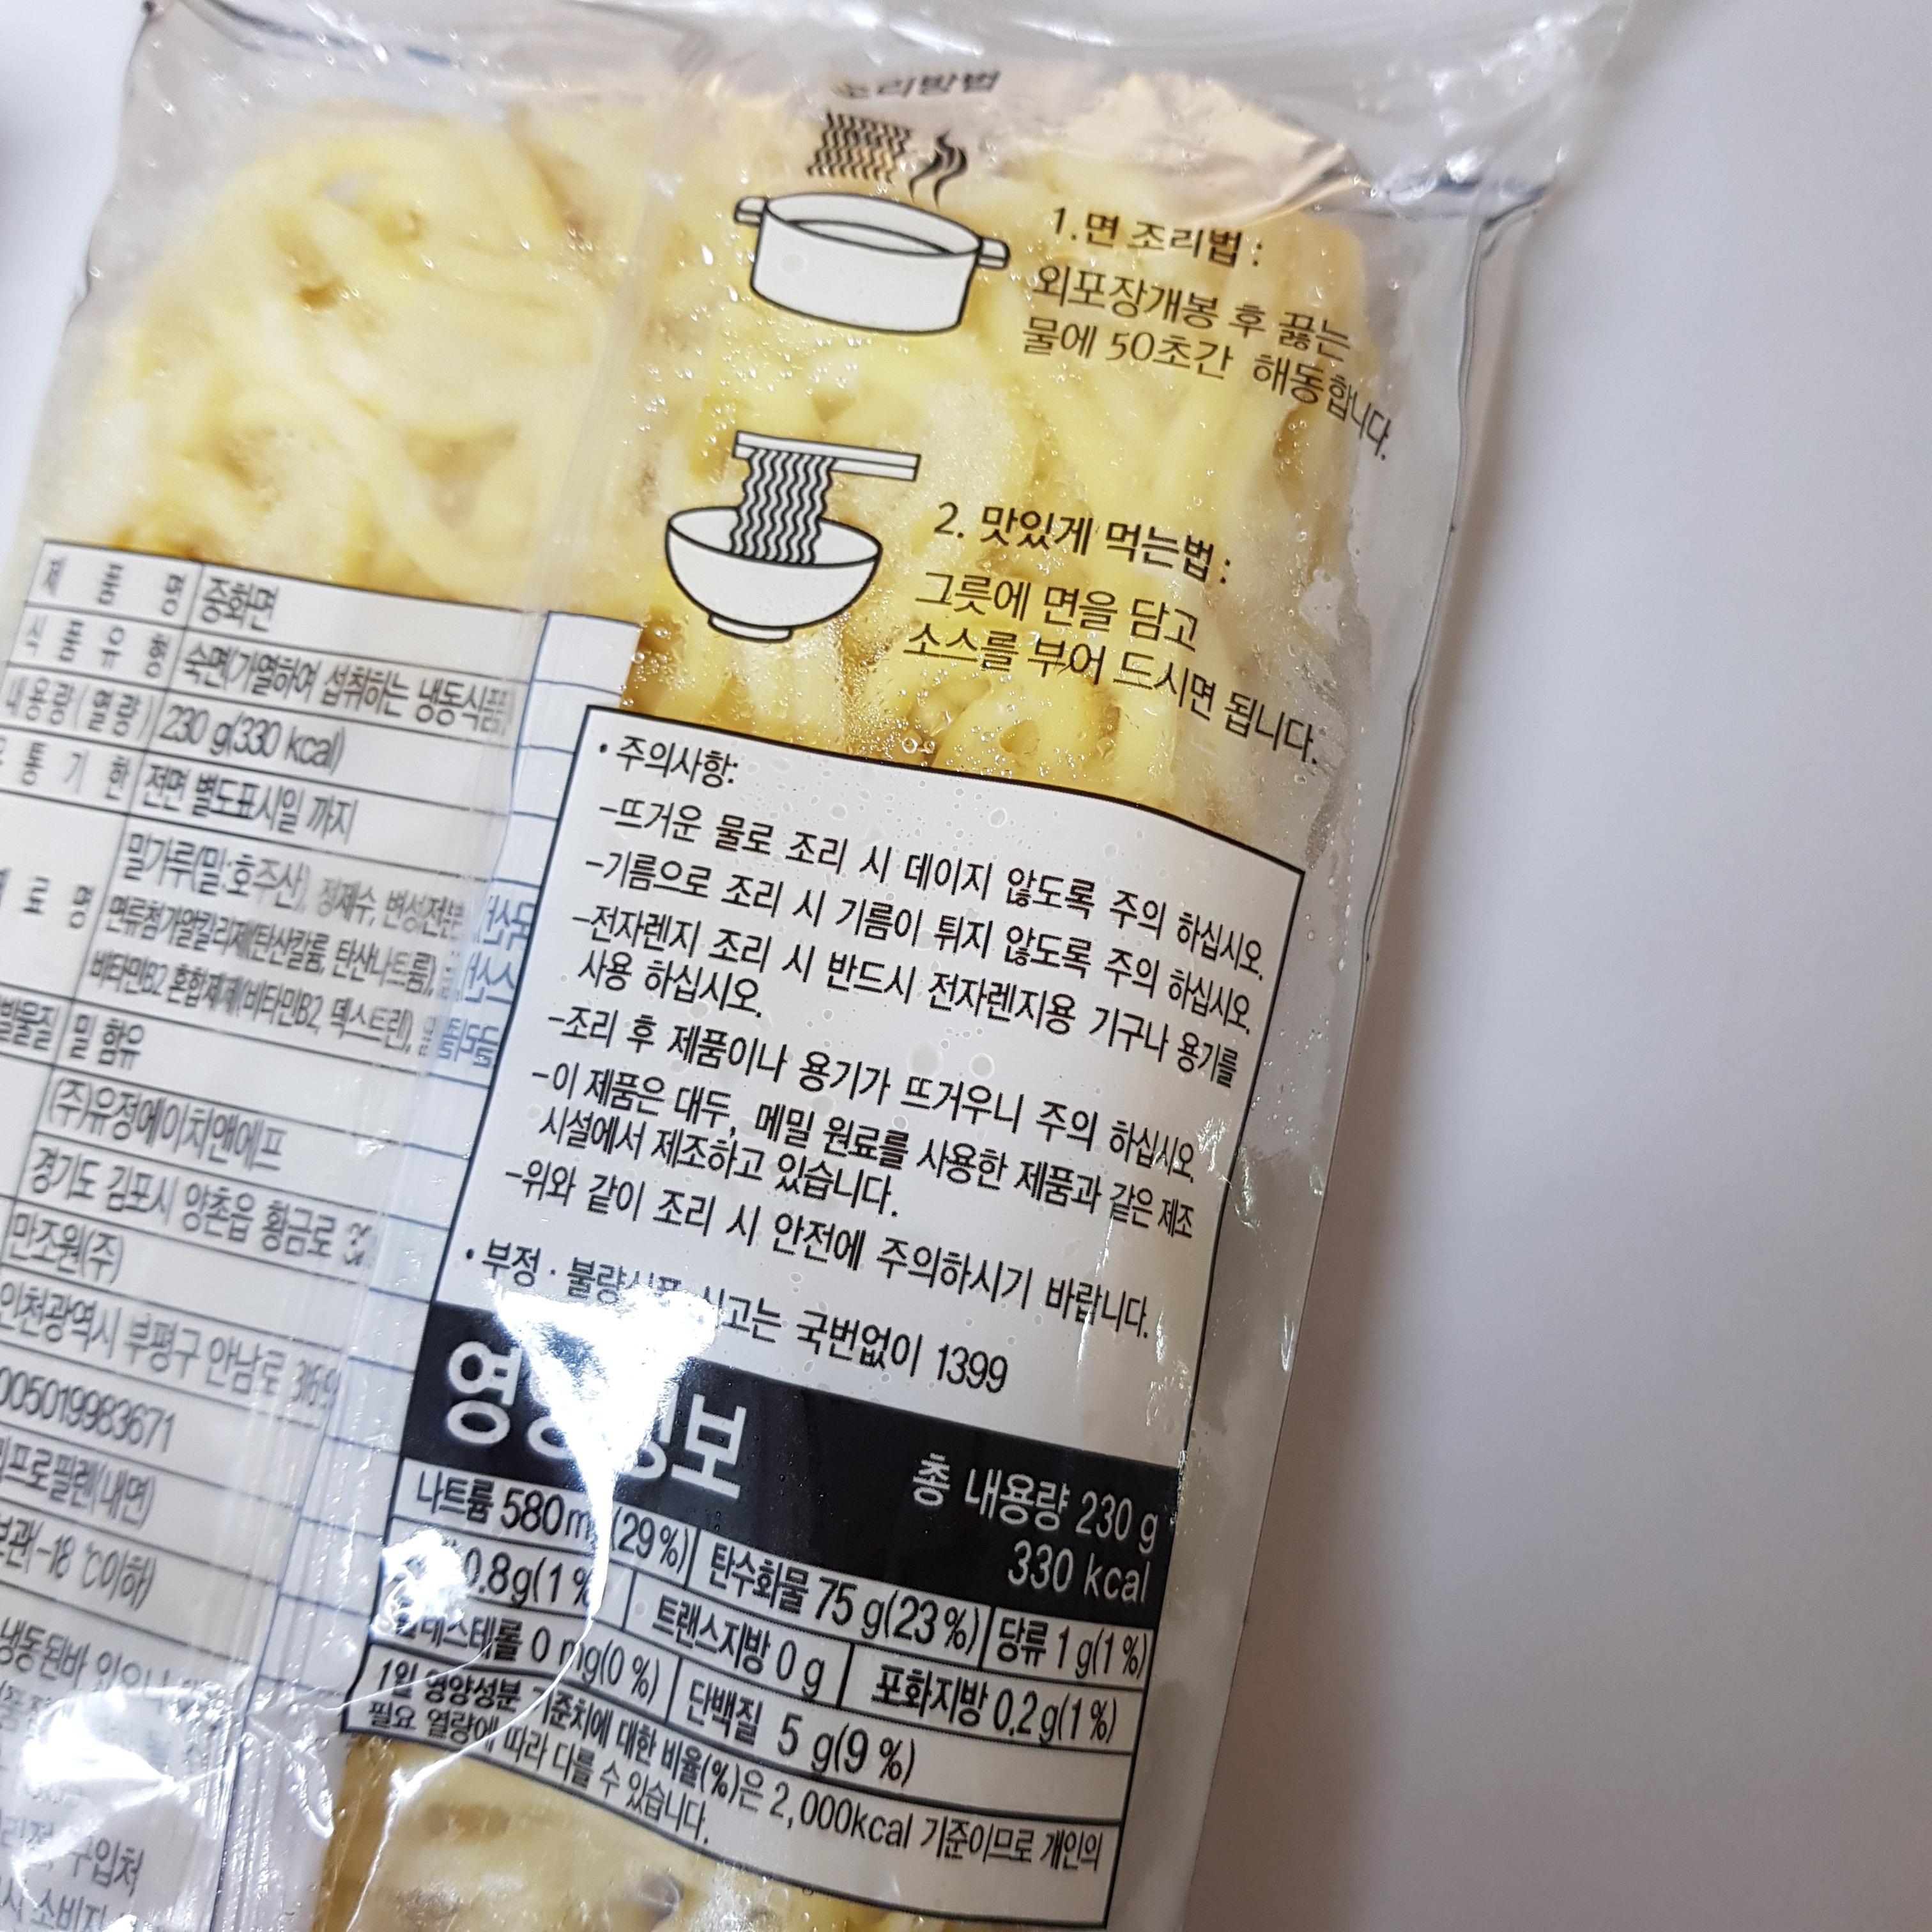 조리방법
1.면 조리법 :
외포장개봉 후 끓는
물에 50초간 해동합니다.
2. 맛있게 먹는법 :
그릇에 면을 담고
소스를 부어 드시면 됩니다.
제 품 명 중화면
식 품 유 형 숙면(가열하여 섭취하는 냉동식품
내용량(열량) 230 g(330 kcal)
통 기 한 전면 별도표시일 까지
료 명 밀가루(밀:호주산), 정제수, 변성전분
면류첨가알칼리제(탄산칼륨, 탄산나트륨),
비타민B2 혼합제제(비타민B2, 덱스트린),
발물질 밀 함유
(주)유정에이치앤에프
경기도 김포시 양촌읍 황금로
만조원(주)
인천광역시 부평구 안남로
005019983671
프로필렌(내면)
보관-18 ℃이하)
구입처
• 주의사항:
-뜨거운 물로 조리 시 데이지 않도록 주의 하십시오.
-기름으로 조리 시 기름이 튀지 않도록 주의 하십시오.
-전자렌지 조리 시 반드시 전자렌지용 기구나 용기를
사용 하십시오.
-조리 후 제품이나 용기가 뜨거우니 주의 하십시오.
-이 제품은 대두, 메밀 원료를 사용한 제품과 같은 제조
시설에서 제조하고 있습니다.
-위와 같이 조리 시 안전에 주의하시기 바랍니다.
• 부정 · 불량식품 신고는 국번없이 1399
영양정보
총 내용량 230 g
330 kcal
나트륨 580mg(29%) 탄수화물 75 g(23%) 당류 1 g(1%)
0.8g(1% 트랜스지방 0 g 포화지방 0.2g(1%)
콜레스테롤 0 mg(0 %) 단백질 5 g(9 %)
1일 영양성분 기준치에 대한 비율(%)은 2,000kcal 기준이므로 개인의
필요 열량에 따라 다를 수 있습니다.